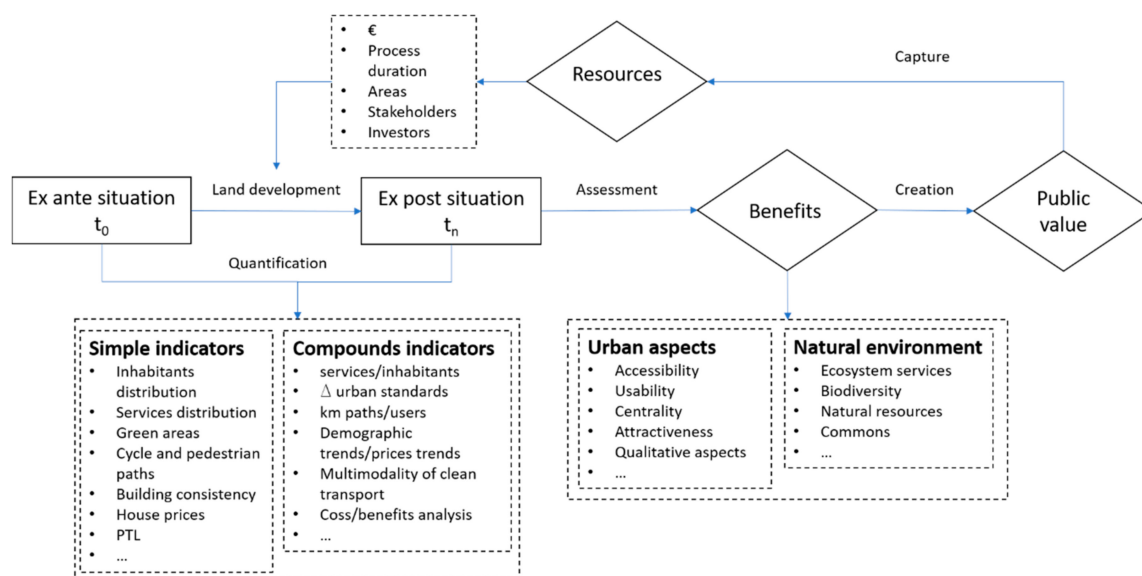 • €
• Process
duration
• Areas
• Stakeholders
• Investors
Resources
Capture
Ex ante situation
t₀
Land development
Ex post situation
tₙ
Assessment
Benefits
Creation
Public
value
Quantification
Simple indicators
• Inhabitants
distribution
• Services distribution
• Green areas
• Cycle and pedestrian
paths
• Building consistency
• House prices
• PTL
• ...
Compounds indicators
• services/inhabitants
• Δ urban standards
• km paths/users
• Demographic
trends/prices trends
• Multimodality of clean
transport
• Coss/benefits analysis
• ...
Urban aspects
• Accessibility
• Usability
• Centrality
• Attractiveness
• Qualitative aspects
• ...
Natural environment
• Ecosystem services
• Biodiversity
• Natural resources
• Commons
• ...